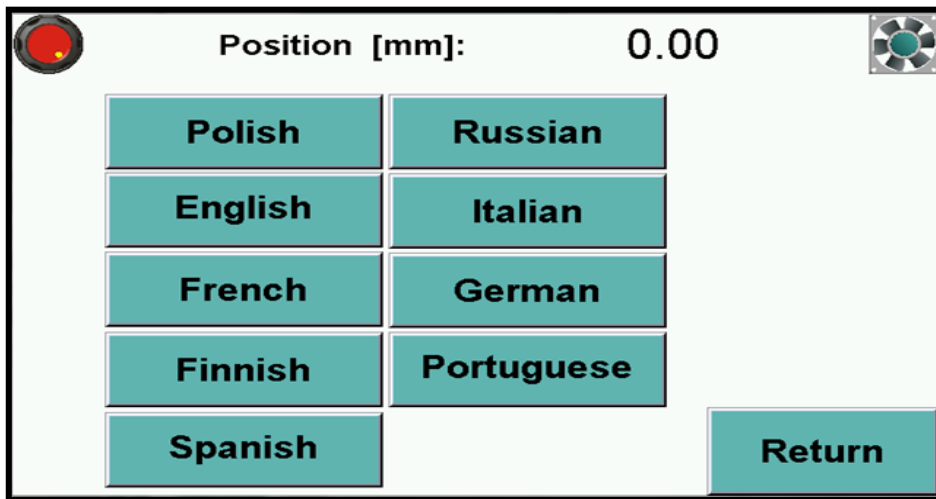 Position [mm]: 0.00
Polish Russian
English Italian
French German
Finnish Portuguese
Spanish
Return